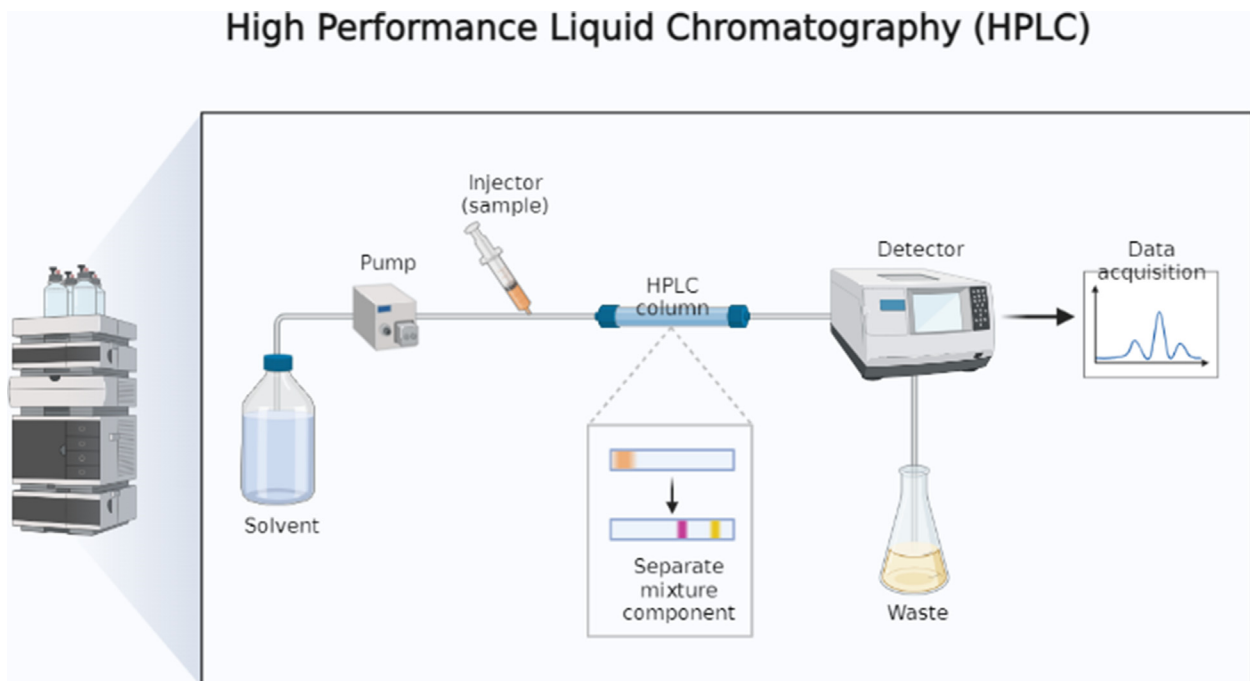 High Performance Liquid Chromatography (HPLC)
Injector
(sample)
Pump
HPLC
column
Detector
Data
acquisition
Solvent
Separate
mixture
component
Waste